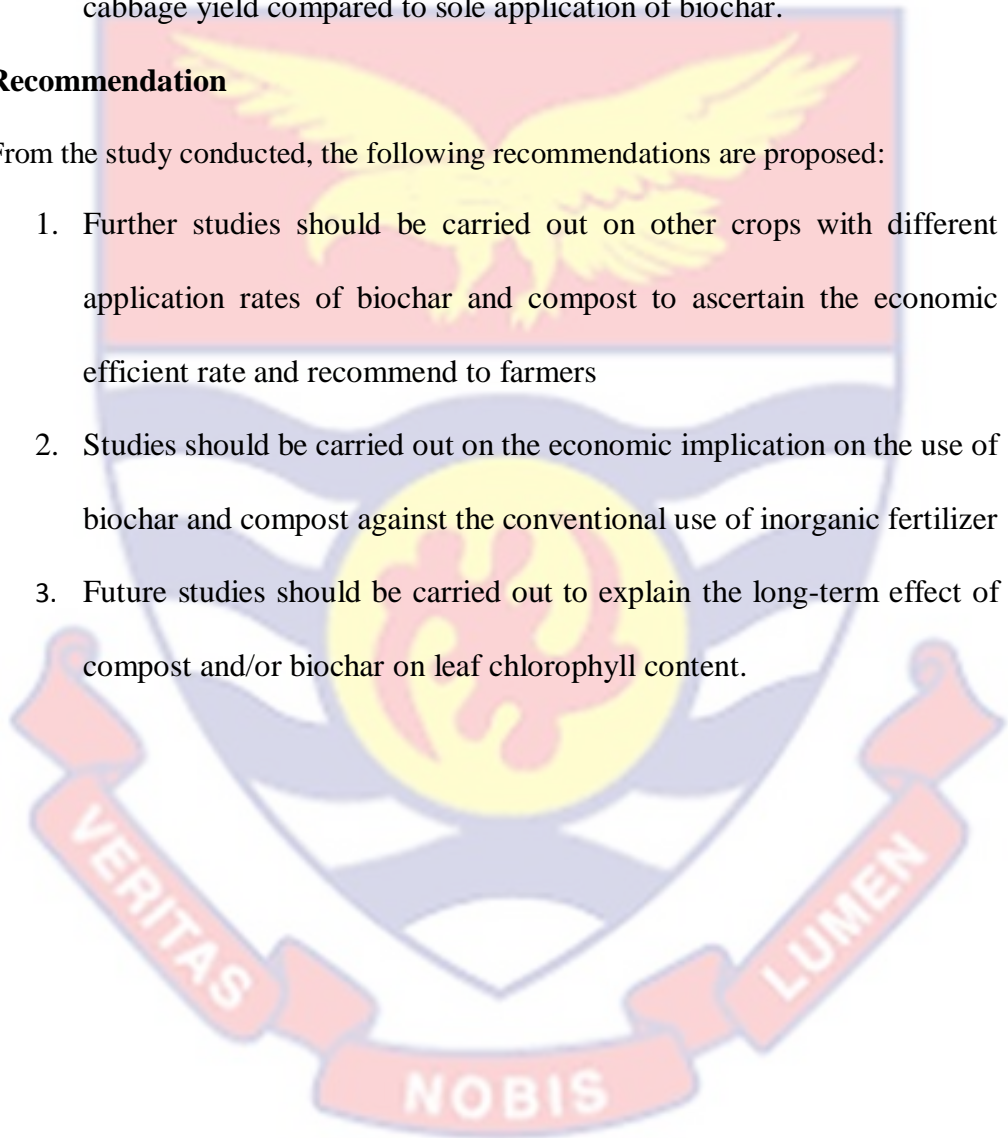 cabbage yield compared to sole application of biochar.
Recommendation
From the study conducted, the following recommendations are proposed:
1. Further studies should be carried out on other crops with different
application rates of biochar and compost to ascertain the economic
efficient rate and recommend to farmers
2. Studies should be carried out on the economic implication on the use of
biochar and compost against the conventional use of inorganic fertilizer
3. Future studies should be carried out to explain the long-term effect of
compost and/or biochar on leaf chlorophyll content.
VERITAS
NOBIS
LUMEN